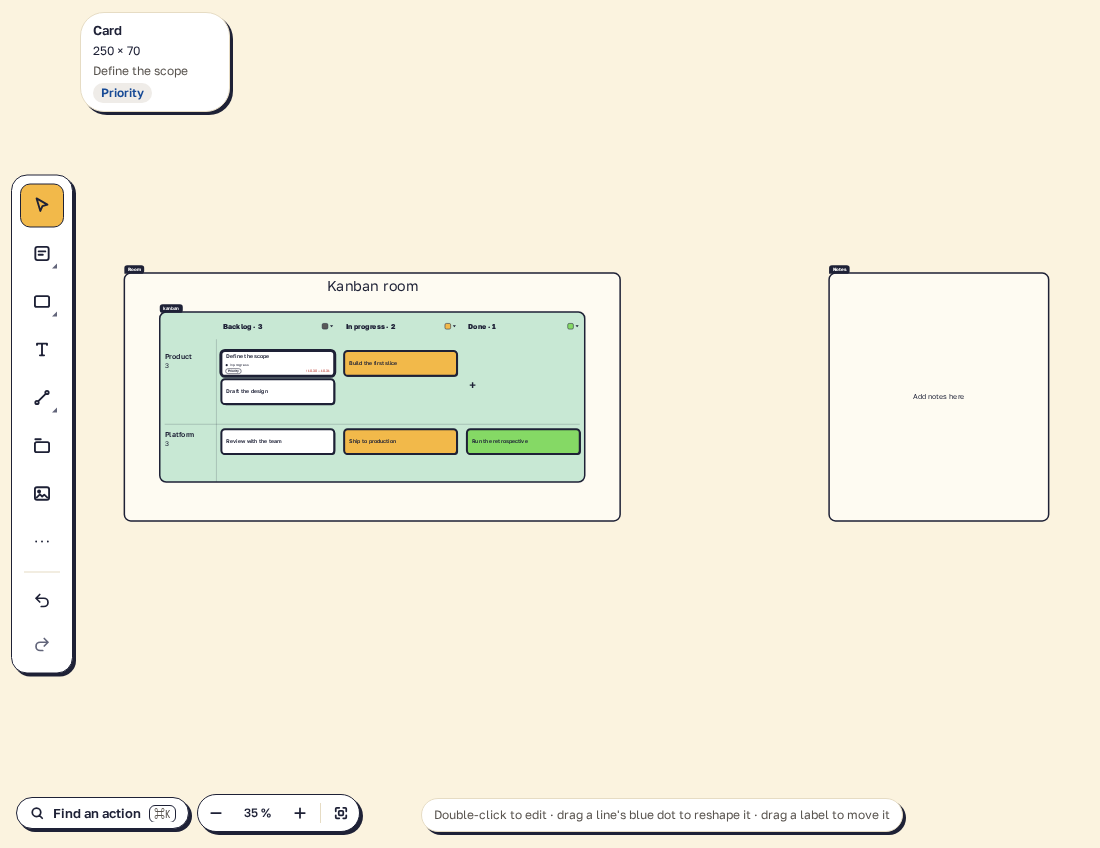 Card
250 × 70
Define the scope
Priority
Room
Kanban room
kanban
Backlog · 3
In progress · 2
Done · 1
Product
3
Define the scope
Priority
Build the first slice
Draft the design
+
Platform
3
Review with the team
Ship to production
Run the retrospective
Notes
Add notes here
Find an action ⌘K
35 %
Double-click to edit · drag a line's blue dot to reshape it · drag a label to move it